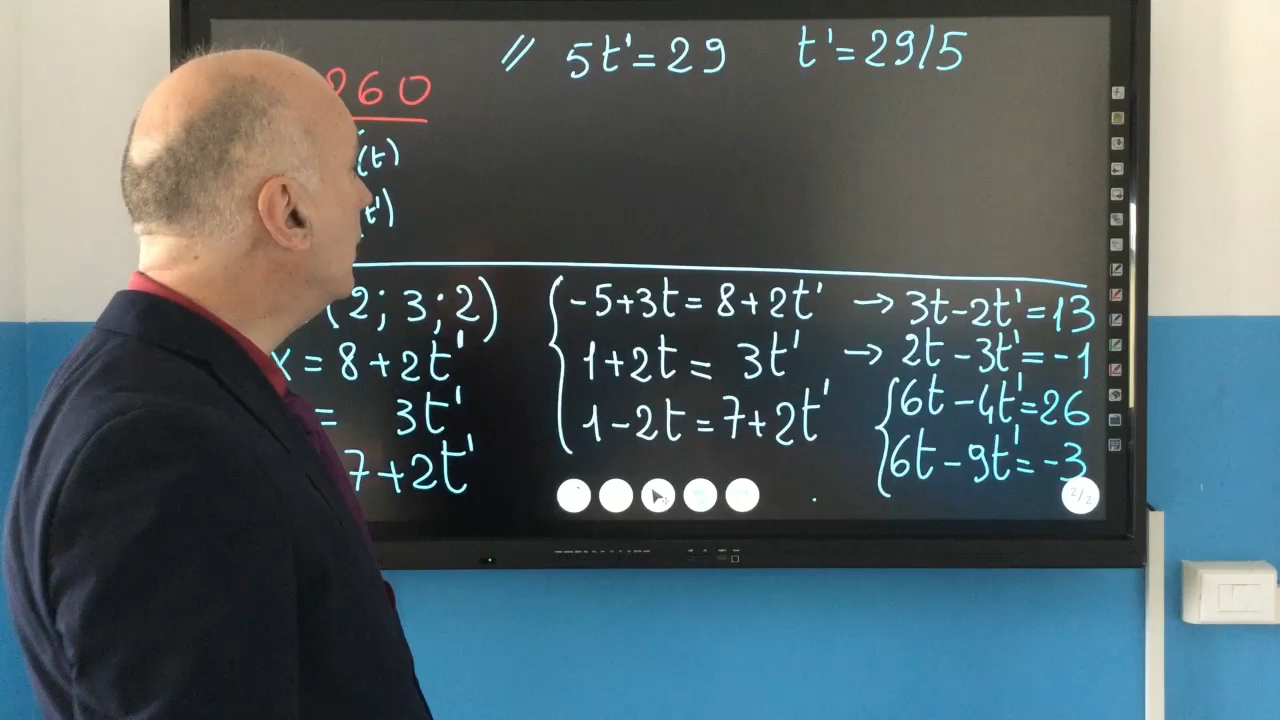 // 5t'=29 t'=29/5
260
(t)
(t')
(2; 3; 2)
x = 8+2t'
= 3t'
7+2t'
-5+3t=8+2t' → 3t-2t'=13
1+2t= 3t' → 2t-3t'=-1
1-2t=7+2t'
6t-4t'=26
6t-9t'=-3
2/2